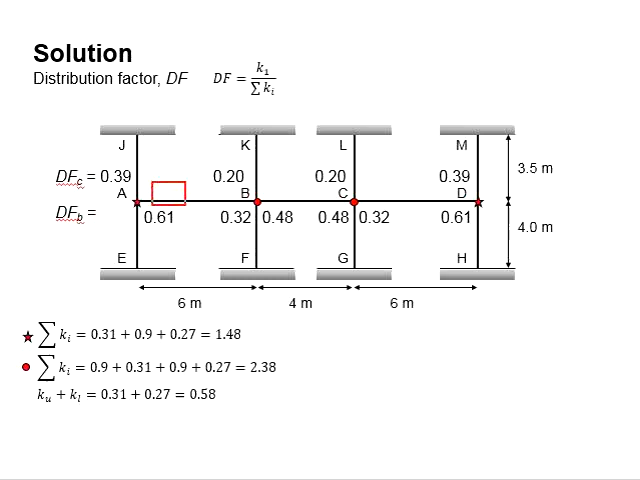 Solution
Distribution factor, DF DF = k₁ / ∑ kᵢ
J K L M
DFc = 0.39 0.20 0.20 0.39 3.5 m
A B C D
DFb = 0.61 0.32 0.48 0.48 0.32 0.61 4.0 m
E F G H
6 m 4 m 6 m
∑ kᵢ = 0.31 + 0.9 + 0.27 = 1.48
∑ kᵢ = 0.9 + 0.31 + 0.9 + 0.27 = 2.38
kᵤ + kₗ = 0.31 + 0.27 = 0.58